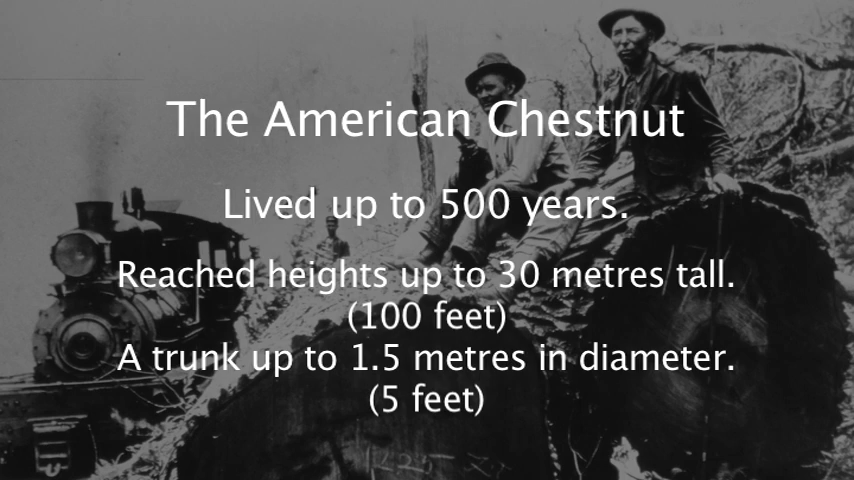 The American Chestnut
Lived up to 500 years.
Reached heights up to 30 metres tall.
(100 feet)
A trunk up to 1.5 metres in diameter.
(5 feet)